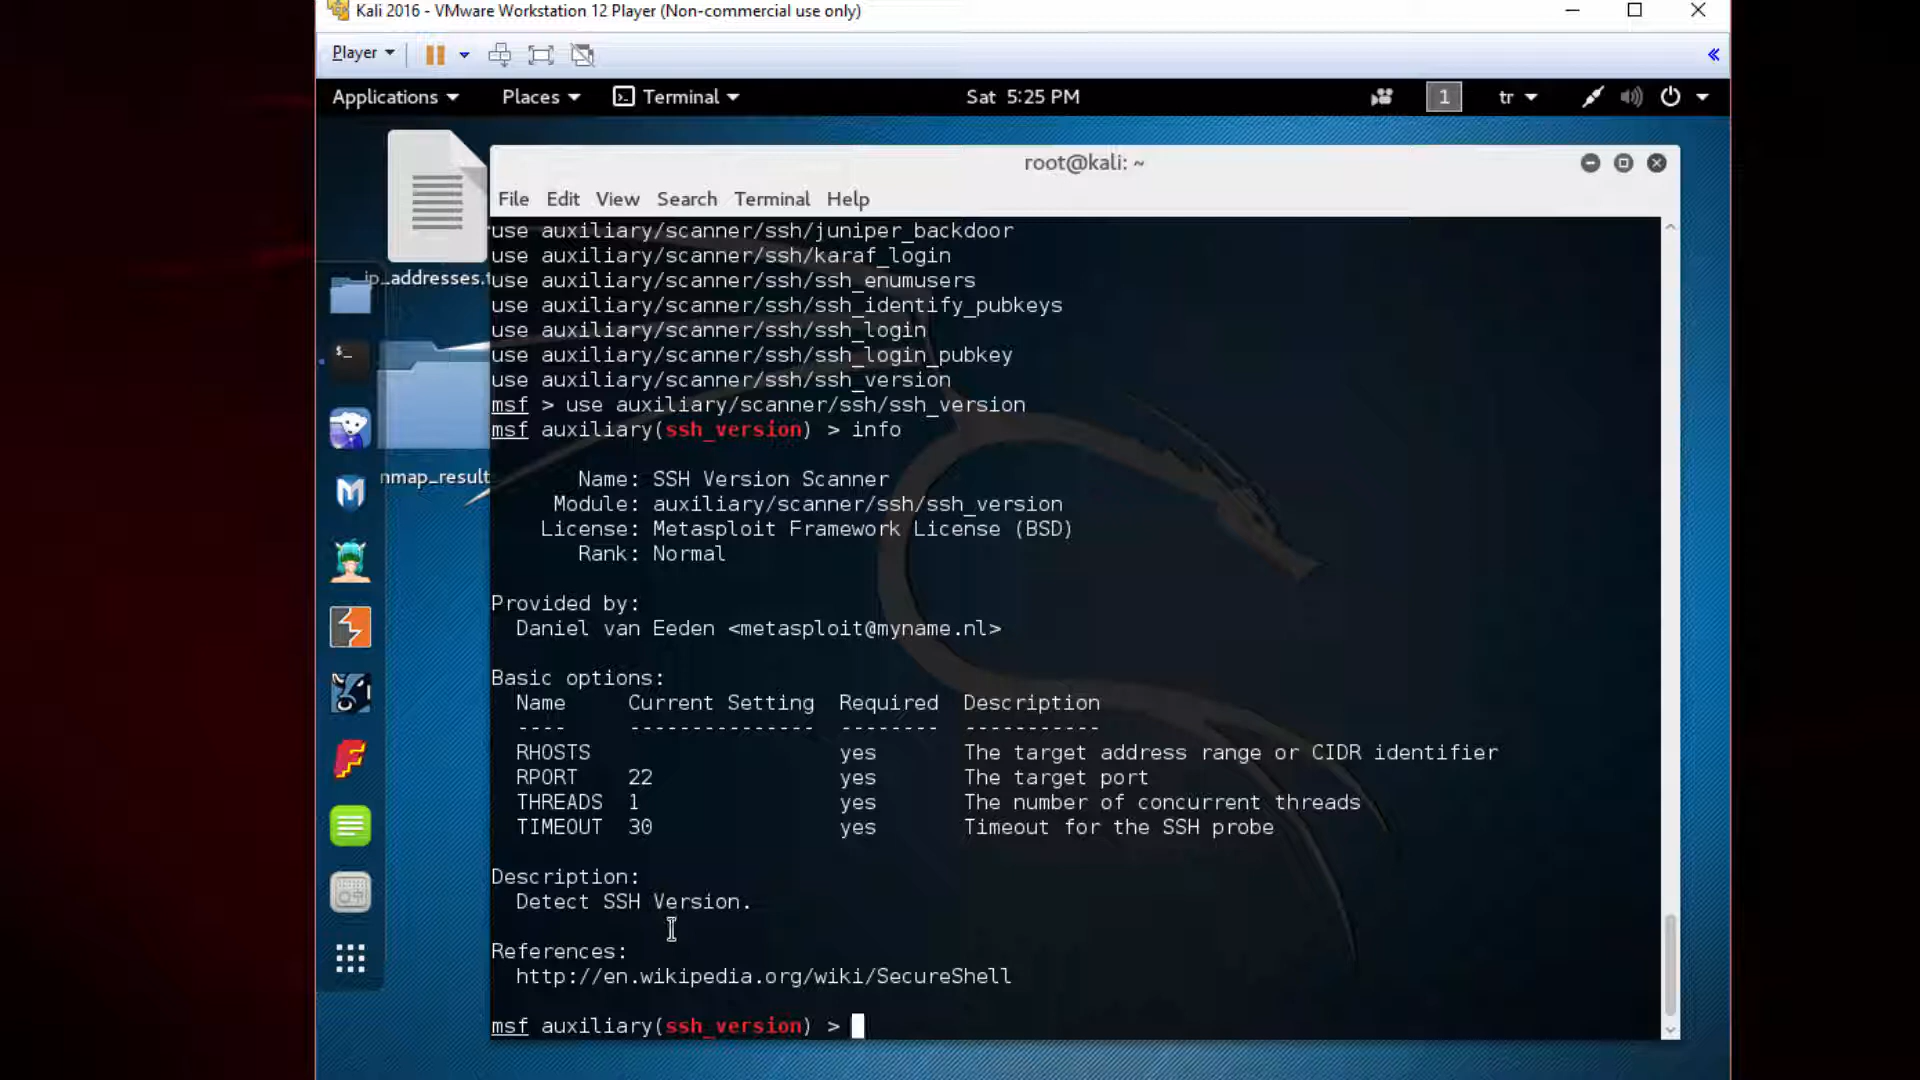 Kali 2016 - VMware Workstation 12 Player (Non-commercial use only)
Player
Applications Places Terminal Sat 5:25 PM 1 tr
root@kali: ~
File Edit View Search Terminal Help
ip_addresses.t
nmap_result
use auxiliary/scanner/ssh/juniper_backdoor
use auxiliary/scanner/ssh/karaf_login
use auxiliary/scanner/ssh/ssh_enumusers
use auxiliary/scanner/ssh/ssh_identify_pubkeys
use auxiliary/scanner/ssh/ssh_login
use auxiliary/scanner/ssh/ssh_login_pubkey
use auxiliary/scanner/ssh/ssh_version
msf > use auxiliary/scanner/ssh/ssh_version
msf auxiliary(ssh_version) > info
Name: SSH Version Scanner
Module: auxiliary/scanner/ssh/ssh_version
License: Metasploit Framework License (BSD)
Rank: Normal
Provided by:
Daniel van Eeden <metasploit@myname.nl>
Basic options:
Name Current Setting Required Description
---- --------------- -------- -----------
RHOSTS yes The target address range or CIDR identifier
RPORT 22 yes The target port
THREADS 1 yes The number of concurrent threads
TIMEOUT 30 yes Timeout for the SSH probe
Description:
Detect SSH Version.
References:
http://en.wikipedia.org/wiki/SecureShell
msf auxiliary(ssh_version) >